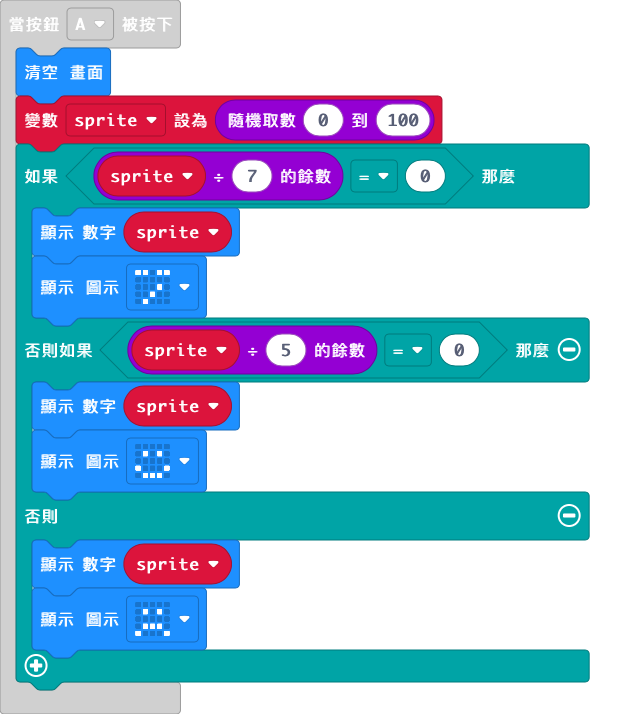 當按鈕 A 被按下
清空 畫面
變數 sprite 設為 隨機取數 0 到 100
如果 sprite ÷ 7 的餘數 = 0 那麼
顯示 數字 sprite
顯示 圖示
否則如果 sprite ÷ 5 的餘數 = 0 那麼
顯示 數字 sprite
顯示 圖示
否則
顯示 數字 sprite
顯示 圖示